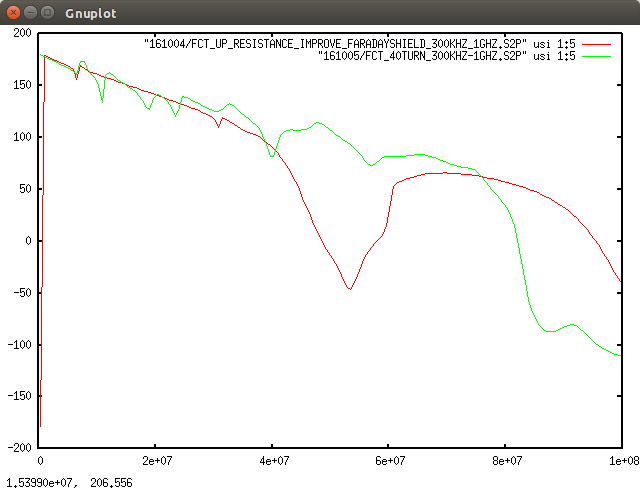 Gnuplot
200
150
100
50
0
-50
-100
-150
-200
"161004/FCT_UP_RESISTANCE_IMPROVE_FARADAYSHIELD_300KHZ_1GHZ.S2P" usi 1:5
"161005/FCT_40TURN_300KHZ-1GHZ.S2P" usi 1:5
0 2e+07 4e+07 6e+07 8e+07 1e+08
1.53990e+07, 206.556